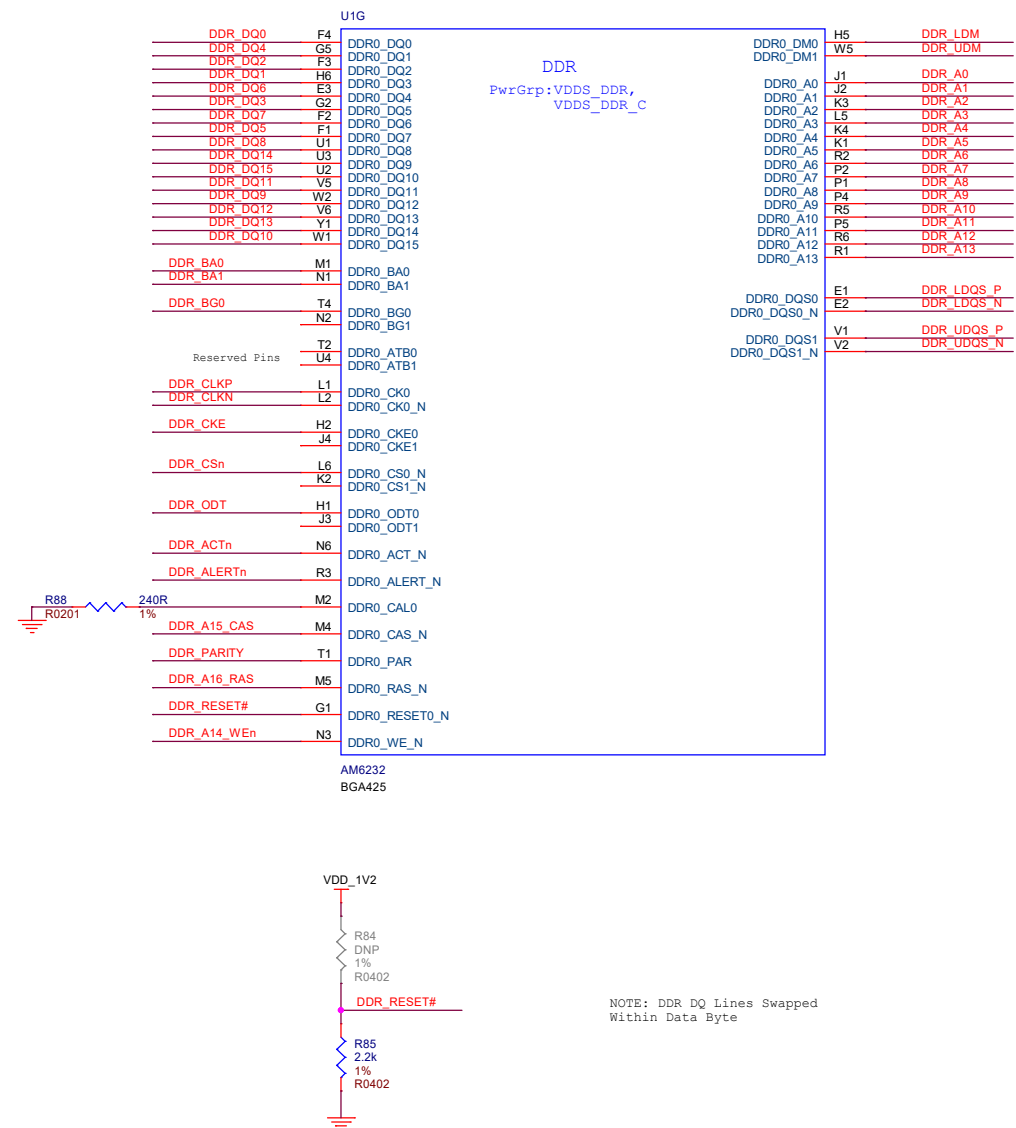 U1G
DDR_DQ0 F4 DDR0_DQ0 DDR0_DM0 H5 DDR_LDM
DDR_DQ4 G5 DDR0_DQ1 DDR0_DM1 W5 DDR_UDM
DDR_DQ2 F3 DDR0_DQ2
DDR_DQ1 H6 DDR0_DQ3 DDR0_A0 J1 DDR_A0
DDR_DQ6 E3 DDR0_DQ4 DDR0_A1 J2 DDR_A1
DDR_DQ3 G2 DDR0_DQ5 DDR0_A2 K3 DDR_A2
DDR_DQ7 F2 DDR0_DQ6 DDR0_A3 L5 DDR_A3
DDR_DQ5 F1 DDR0_DQ7 DDR0_A4 K4 DDR_A4
DDR_DQ8 U1 DDR0_DQ8 DDR0_A5 K1 DDR_A5
DDR_DQ14 U3 DDR0_DQ9 DDR0_A6 R2 DDR_A6
DDR_DQ15 U2 DDR0_DQ10 DDR0_A7 P2 DDR_A7
DDR_DQ11 V5 DDR0_DQ11 DDR0_A8 P1 DDR_A8
DDR_DQ9 W2 DDR0_DQ12 DDR0_A9 P4 DDR_A9
DDR_DQ12 V6 DDR0_DQ13 DDR0_A10 R5 DDR_A10
DDR_DQ13 Y1 DDR0_DQ14 DDR0_A11 P5 DDR_A11
DDR_DQ10 W1 DDR0_DQ15 DDR0_A12 R6 DDR_A12
DDR0_A13 R1 DDR_A13
DDR
PwrGrp:VDDS_DDR,
VDDS_DDR_C
DDR_BA0 M1 DDR0_BA0
DDR_BA1 N1 DDR0_BA1
DDR0_DQS0 E1 DDR_LDQS_P
DDR_BG0 T4 DDR0_BG0 DDR0_DQS0_N E2 DDR_LDQS_N
N2 DDR0_BG1
DDR0_DQS1 V1 DDR_UDQS_P
T2 DDR0_ATB0 DDR0_DQS1_N V2 DDR_UDQS_N
Reserved Pins U4 DDR0_ATB1
DDR_CLKP L1 DDR0_CK0
DDR_CLKN L2 DDR0_CK0_N
DDR_CKE H2 DDR0_CKE0
J4 DDR0_CKE1
DDR_CSn L6 DDR0_CS0_N
K2 DDR0_CS1_N
DDR_ODT H1 DDR0_ODT0
J3 DDR0_ODT1
DDR_ACTn N6 DDR0_ACT_N
DDR_ALERTn R3 DDR0_ALERT_N
R88 240R M2 DDR0_CAL0
R0201 1%
DDR_A15_CAS M4 DDR0_CAS_N
DDR_PARITY T1 DDR0_PAR
DDR_A16_RAS M5 DDR0_RAS_N
DDR_RESET# G1 DDR0_RESET0_N
DDR_A14_WEn N3 DDR0_WE_N
AM6232
BGA425
VDD_1V2
R84
DNP
1%
R0402
DDR_RESET#
R85
2.2k
1%
R0402
NOTE: DDR DQ Lines Swapped
Within Data Byte